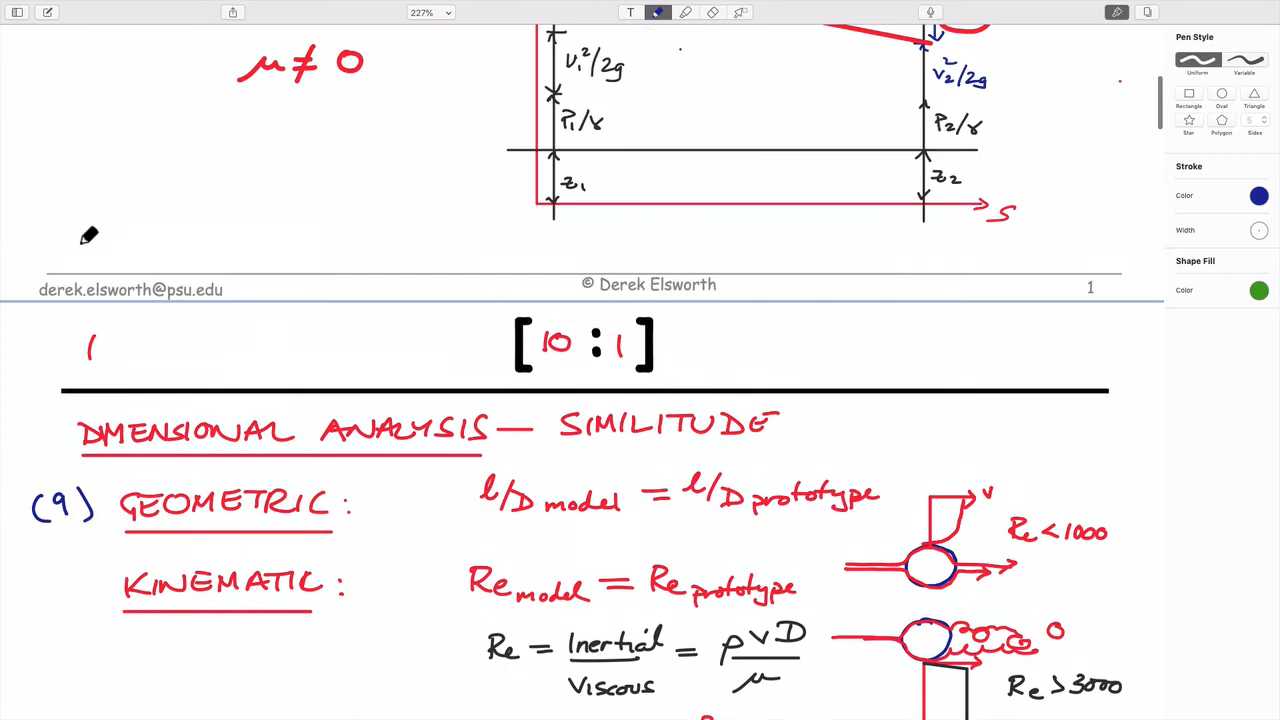 227%
T
μ ≠ 0
V₁²/2g
V₂²/2g
P₁/γ
P₂/γ
z₁
z₂
S
derek.elsworth@psu.edu
© Derek Elsworth
1
1
[10 : 1]
DIMENSIONAL ANALYSIS — SIMILITUDE
(9) GEOMETRIC: l/D model = l/D prototype
V
Re < 1000
KINEMATIC: Re model = Re prototype
Re = Inertial / Viscous = ρVD / μ
Re > 3000
Pen Style
Uniform
Variable
Rectangle
Oval
Triangle
Star
Polygon
5
Sides
Stroke
Color
Width
Shape Fill
Color